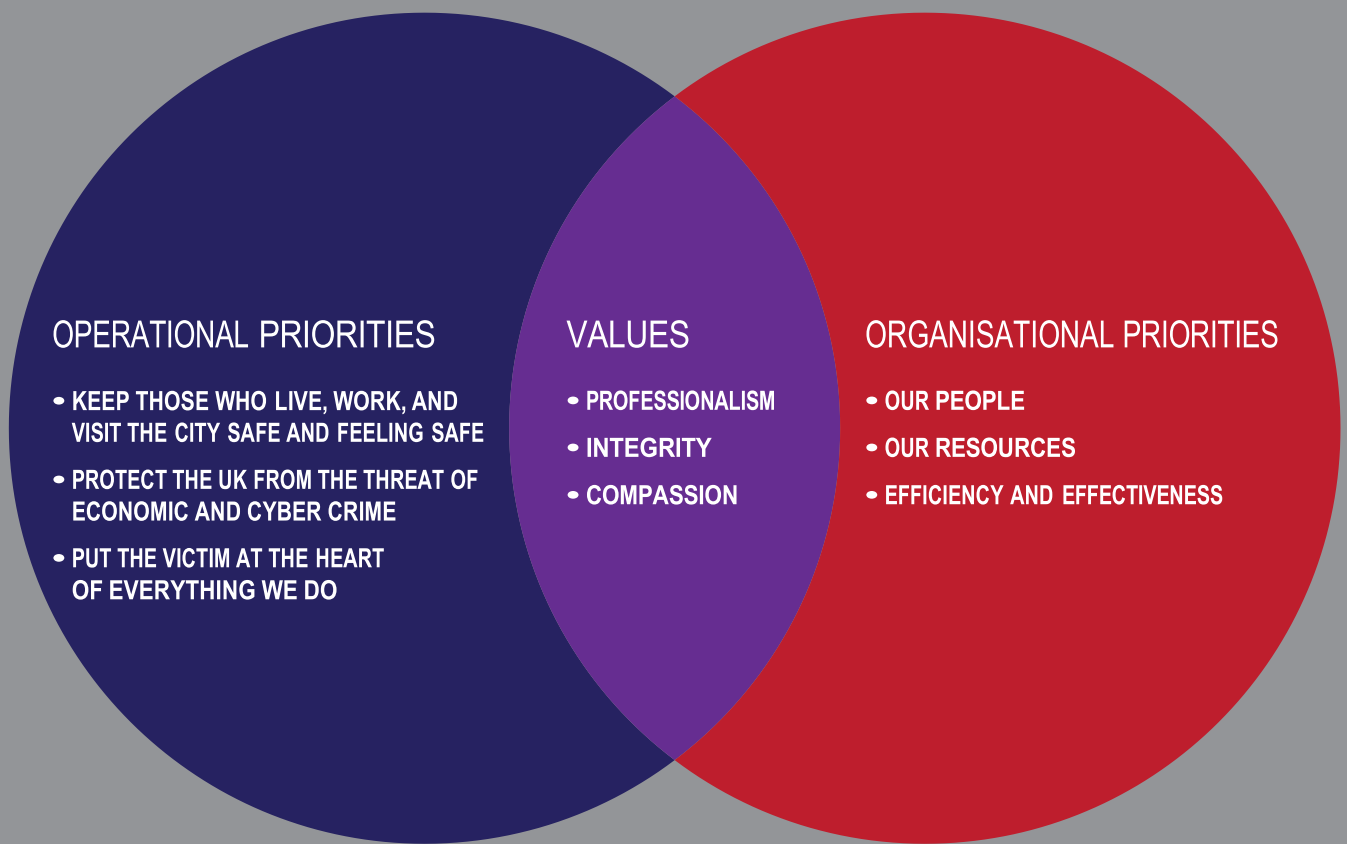 OPERATIONAL PRIORITIES
• KEEP THOSE WHO LIVE, WORK, AND
VISIT THE CITY SAFE AND FEELING SAFE
• PROTECT THE UK FROM THE THREAT OF
ECONOMIC AND CYBER CRIME
• PUT THE VICTIM AT THE HEART
OF EVERYTHING WE DO
VALUES
• PROFESSIONALISM
• INTEGRITY
• COMPASSION
ORGANISATIONAL PRIORITIES
• OUR PEOPLE
• OUR RESOURCES
• EFFICIENCY AND EFFECTIVENESS